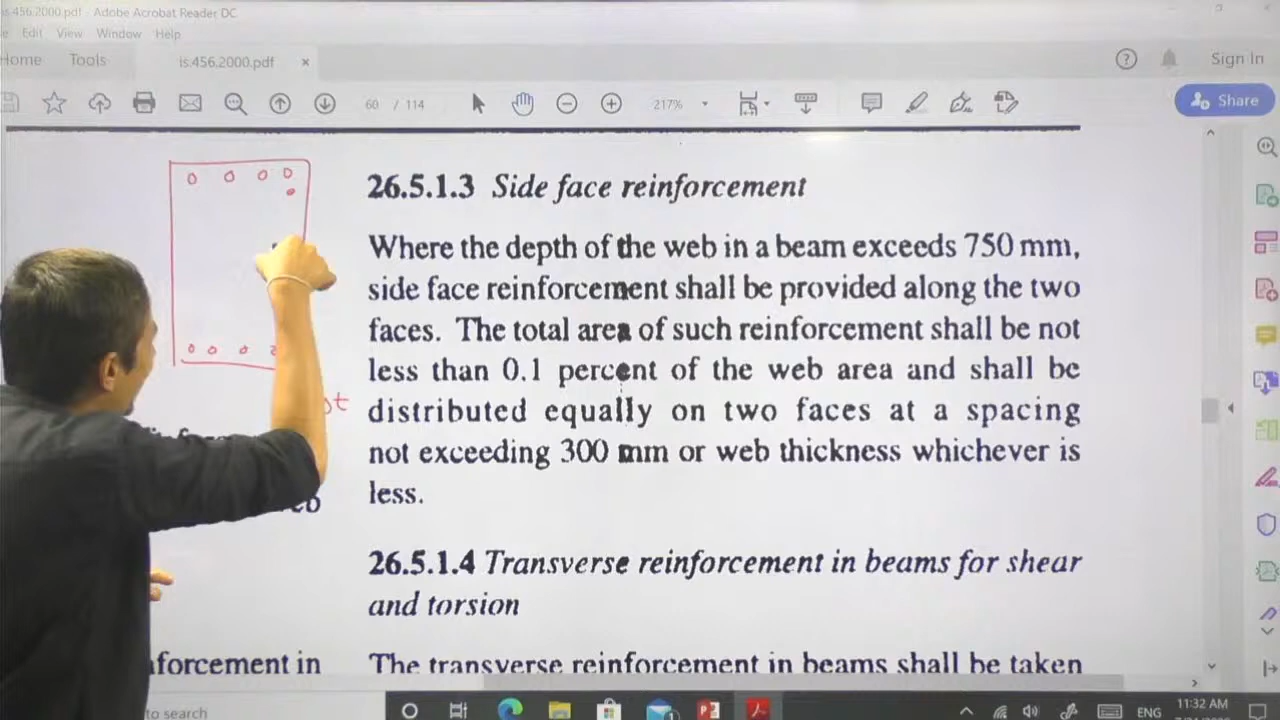 is.456.2000.pdf - Adobe Acrobat Reader DC
Edit View Window Help
Home Tools is.456.2000.pdf × Sign In
60 / 114 217% Share
26.5.1.3 Side face reinforcement
Where the depth of the web in a beam exceeds 750 mm,
side face reinforcement shall be provided along the two
faces. The total area of such reinforcement shall be not
less than 0.1 percent of the web area and shall be
distributed equally on two faces at a spacing
not exceeding 300 mm or web thickness whichever is
less.
26.5.1.4 Transverse reinforcement in beams for shear
and torsion
nforcement in
The transverse reinforcement in beams shall be taken
to search
ENG
11:32 AM